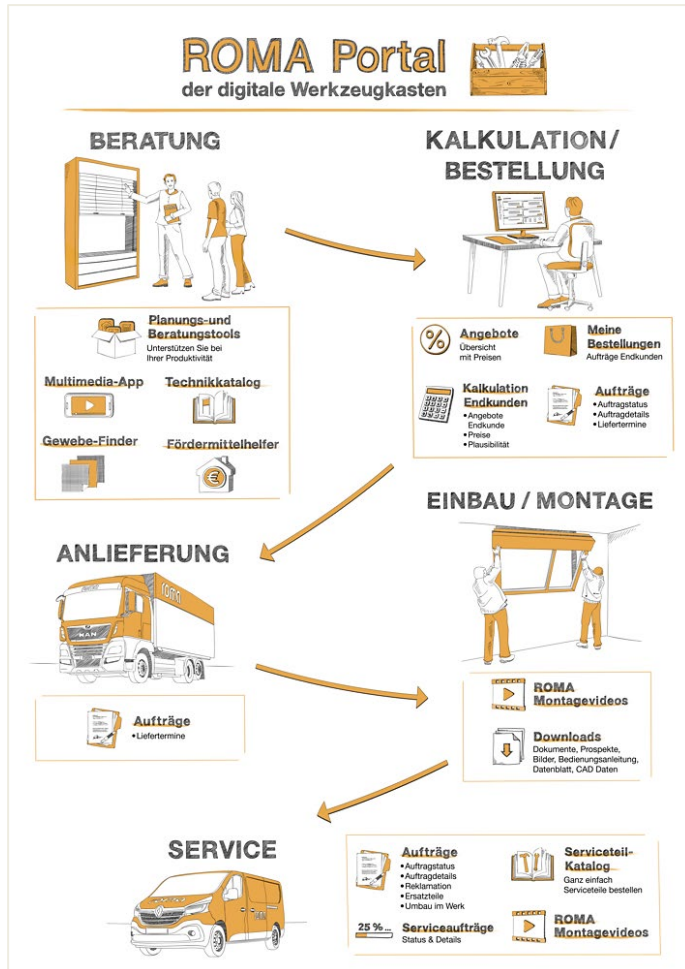 ROMA Portal
der digitale Werkzeugkasten
BERATUNG
Planungs-und
Beratungstools
Unterstützen Sie bei
Ihrer Produktivität
Multimedia-App
Technikkatalog
Gewebe-Finder
Fördermittelhelfer
€
KALKULATION/
BESTELLUNG
%
Angebote
Übersicht
mit Preisen
Meine
Bestellungen
Aufträge Endkunden
Kalkulation
Endkunden
• Angebote
Endkunde
• Preise
• Plausibilität
Aufträge
• Auftragstatus
• Auftragdetails
• Liefertermine
ANLIEFERUNG
roma
MAN
Aufträge
• Liefertermine
EINBAU / MONTAGE
ROMA
Montagevideos
Downloads
Dokumente, Prospekte,
Bilder, Bedienungsanleitung,
Datenblatt, CAD Daten
SERVICE
Aufträge
• Auftragstatus
• Auftragdetails
• Reklamation
• Ersatzteile
• Umbau im Werk
Serviceteil-
Katalog
Ganz einfach
Serviceteile bestellen
25 %...
Serviceaufträge
Status & Details
ROMA
Montagevideos